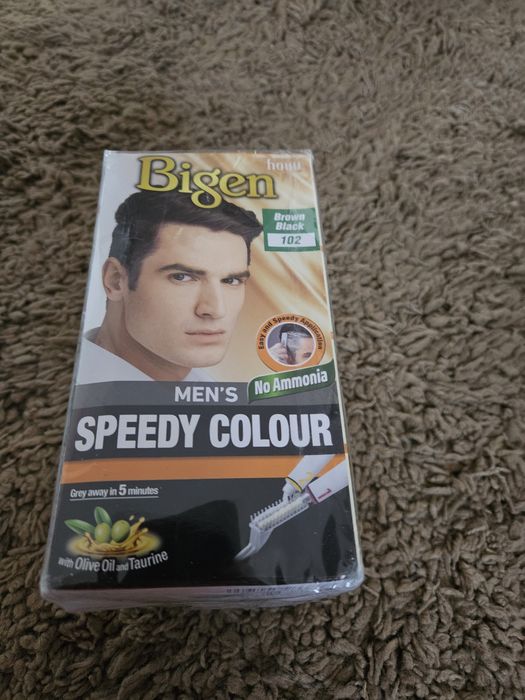 hoyu
Bigen
Brown
Black
102
Easy and Speedy Application
No Ammonia
MEN'S
SPEEDY COLOUR
Grey away in 5 minutes
with Olive Oil and Taurine